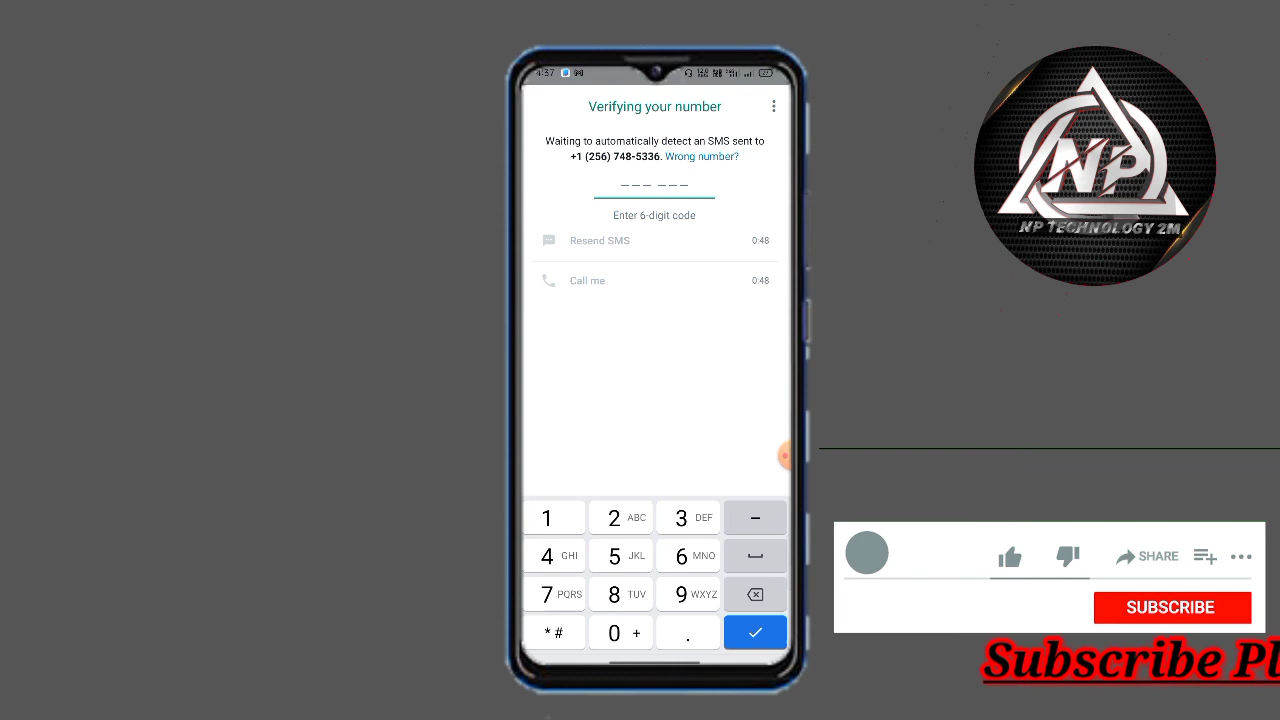 4:37
Verifying your number
Waiting to automatically detect an SMS sent to
+1 (256) 748-5336. Wrong number?
Enter 6-digit code
Resend SMS 0:48
Call me 0:48
1 2 ABC 3 DEF -
4 GHI 5 JKL 6 MNO
7 PQRS 8 TUV 9 WXYZ
* # 0 + .
NP
NP TECHNOLOGY 2M
SHARE
SUBSCRIBE
Subscribe Pl